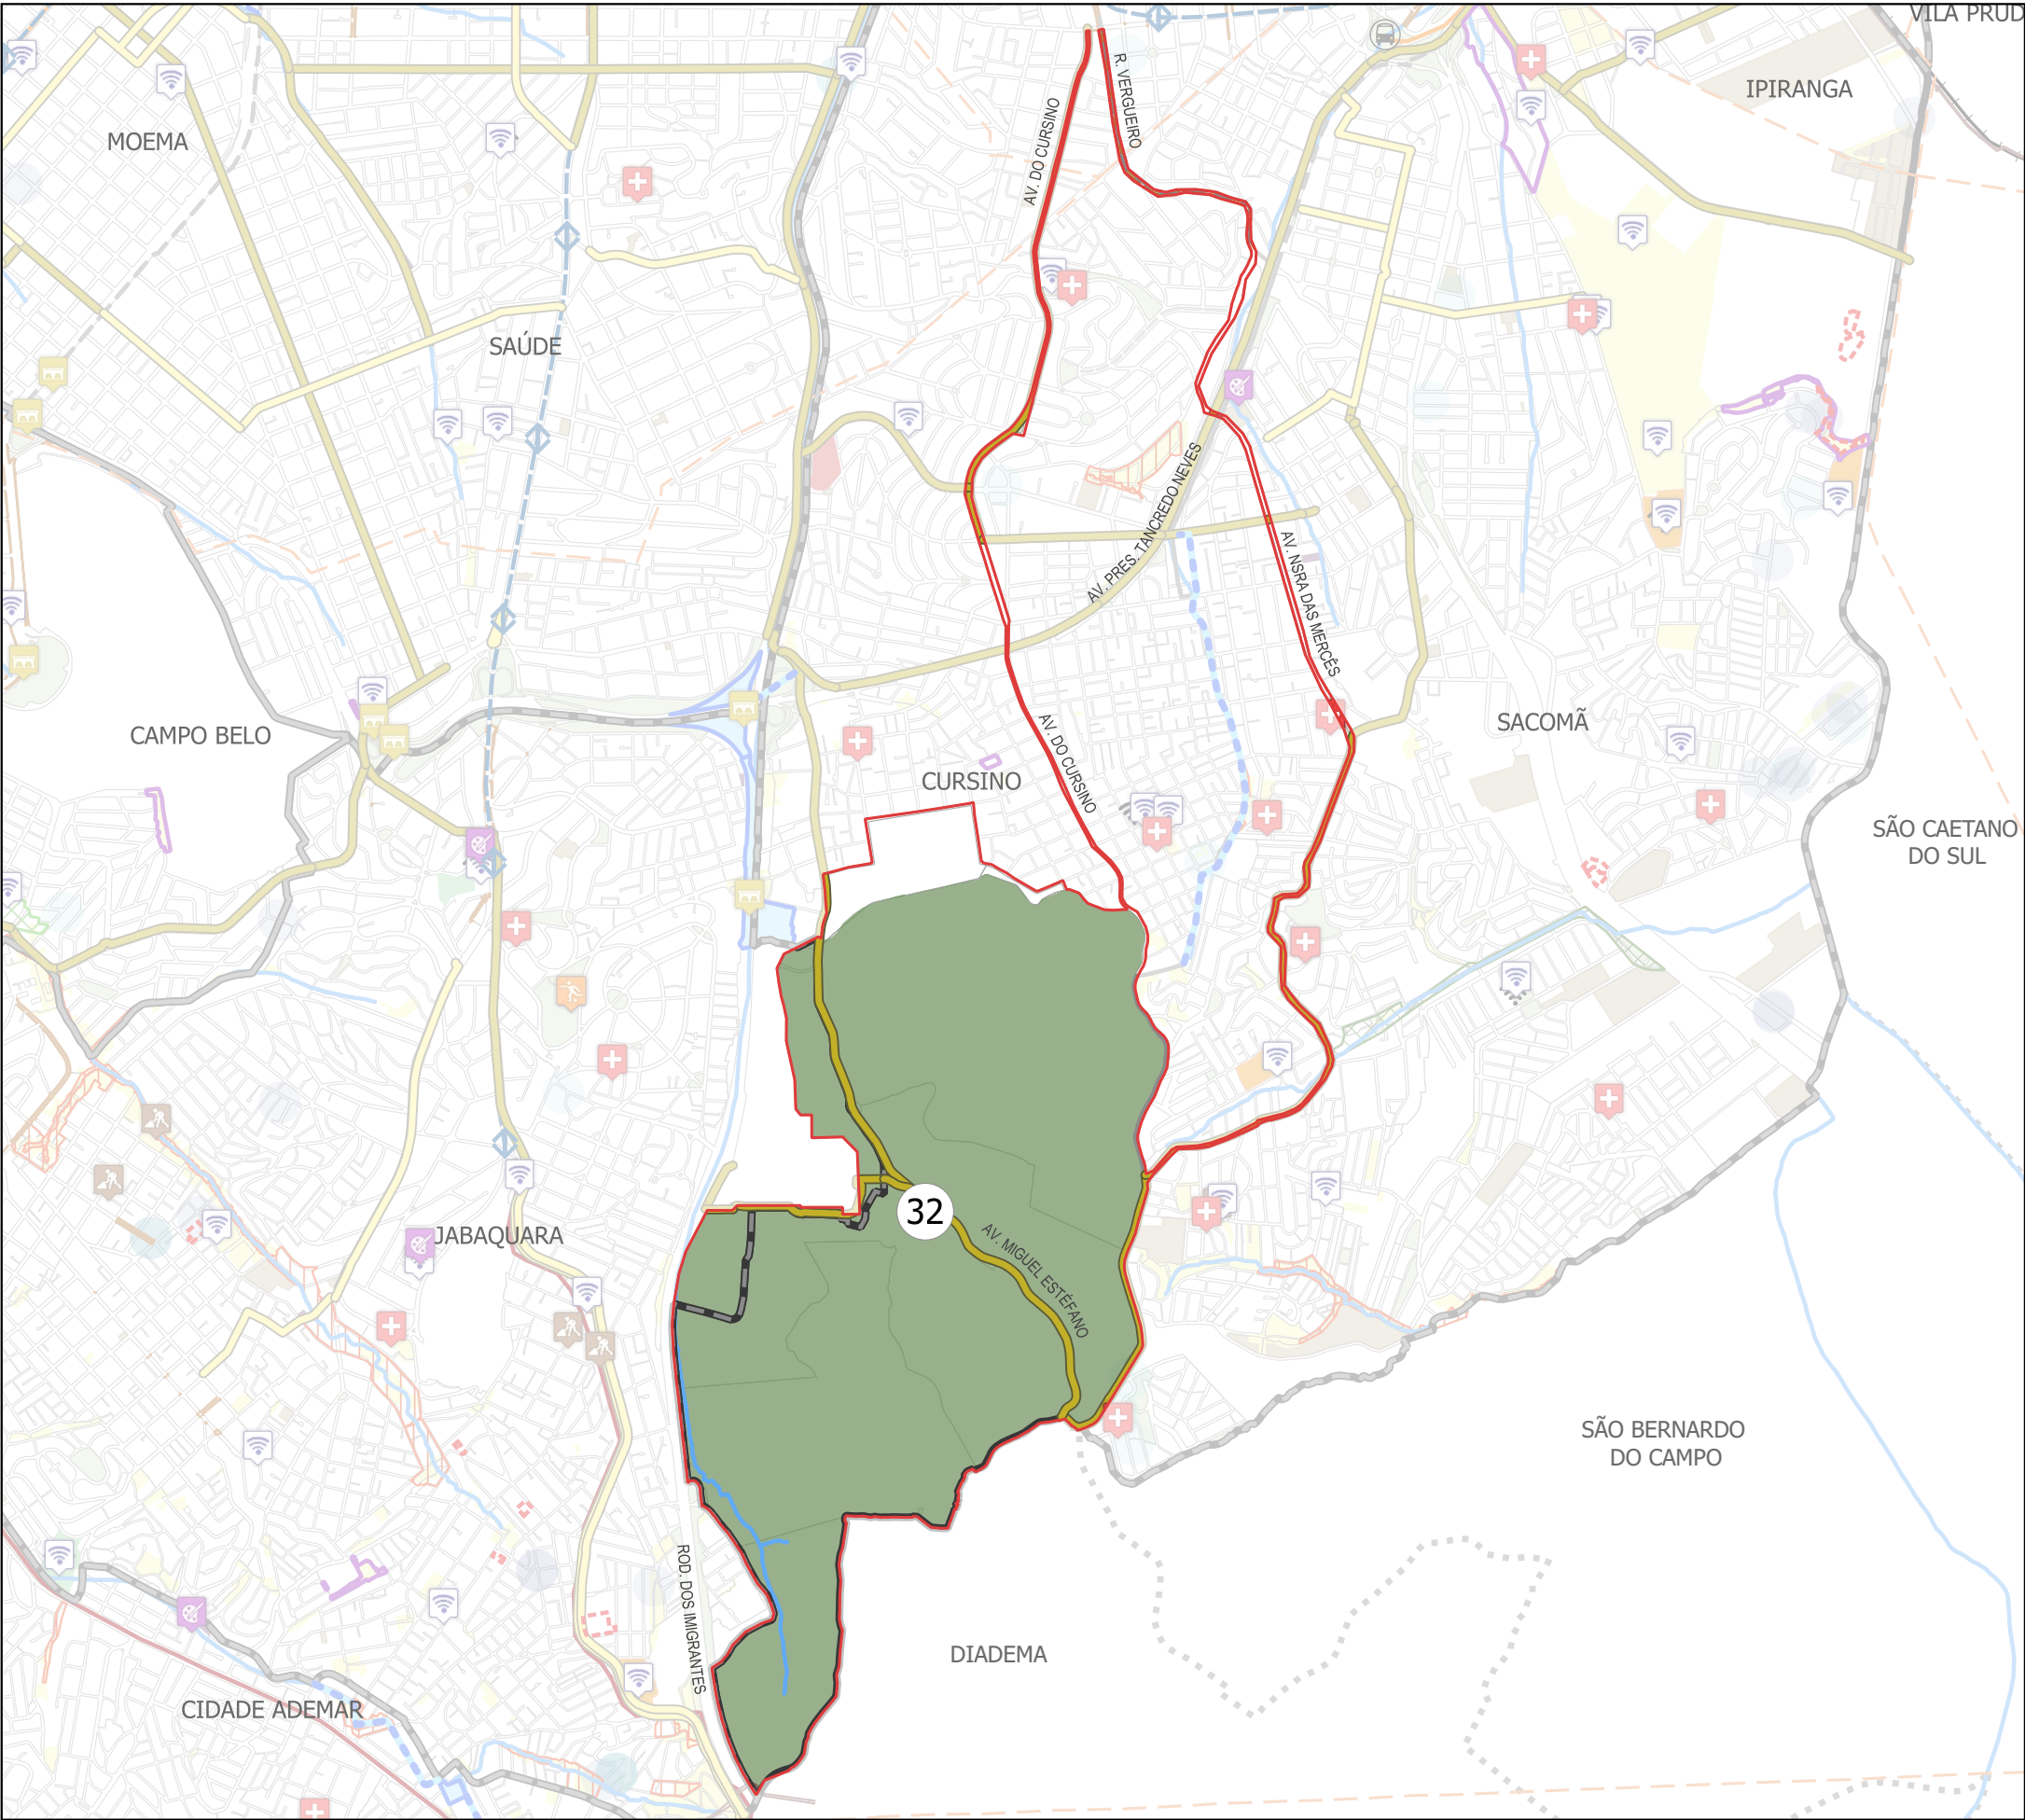 VILA PRUD
IPIRANGA
MOEMA
R. VERGUEIRO
AV. DO CURSINO
SAÚDE
AV. PRES. TANCREDO NEVES
AV. NSRA DAS MERCÊS
SACOMÃ
CAMPO BELO
AV. DO CURSINO
CURSINO
SÃO CAETANO
DO SUL
32
JABAQUARA
AV. MIGUEL ESTÉFANO
SÃO BERNARDO
DO CAMPO
ROD. DOS IMIGRANTES
DIADEMA
CIDADE ADEMAR